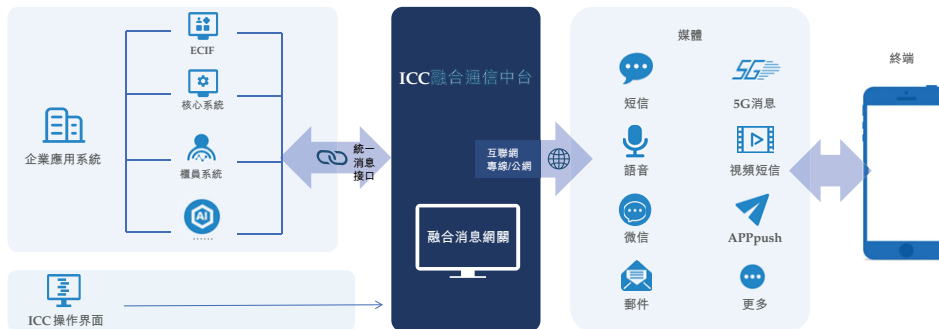 ECIF
核心系統
企業應用系統
櫃員系統
AI
......
統一
消息
接口
ICC 操作界面
ICC融合通信中台
互聯網
專線/公網
融合消息網關
媒體
短信
5G
5G消息
語音
視頻短信
微信
APPpush
郵件
更多
終端